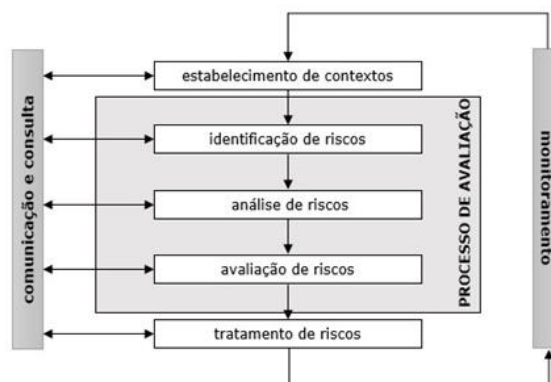 estabelecimento de contextos
comunicação e consulta
PROCESSO DE AVALIAÇÃO
monitoramento
identificação de riscos
análise de riscos
avaliação de riscos
tratamento de riscos